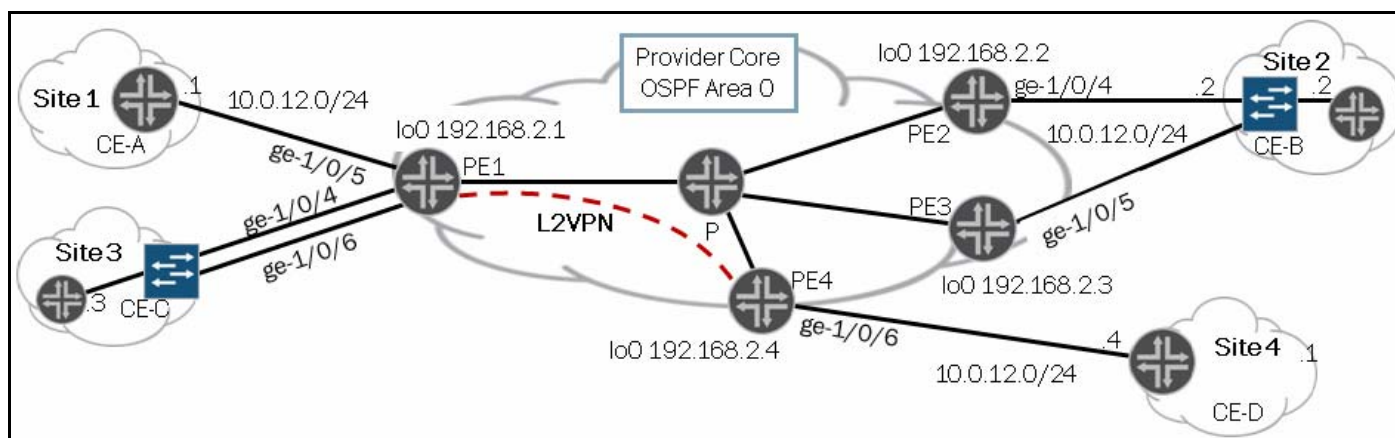 Provider Core
OSPF Area 0
Site 1
.1
10.0.12.0/24
CE-A
ge-1/0/5
lo0 192.168.2.1
PE1
ge-1/0/4
ge-1/0/6
Site 3
.3
CE-C
L2VPN
P
lo0 192.168.2.2
ge-1/0/4
PE2
Site 2
.2
.2
10.0.12.0/24
CE-B
PE3
ge-1/0/5
lo0 192.168.2.3
PE4
lo0 192.168.2.4
ge-1/0/6
.4
10.0.12.0/24
Site 4
.1
CE-D